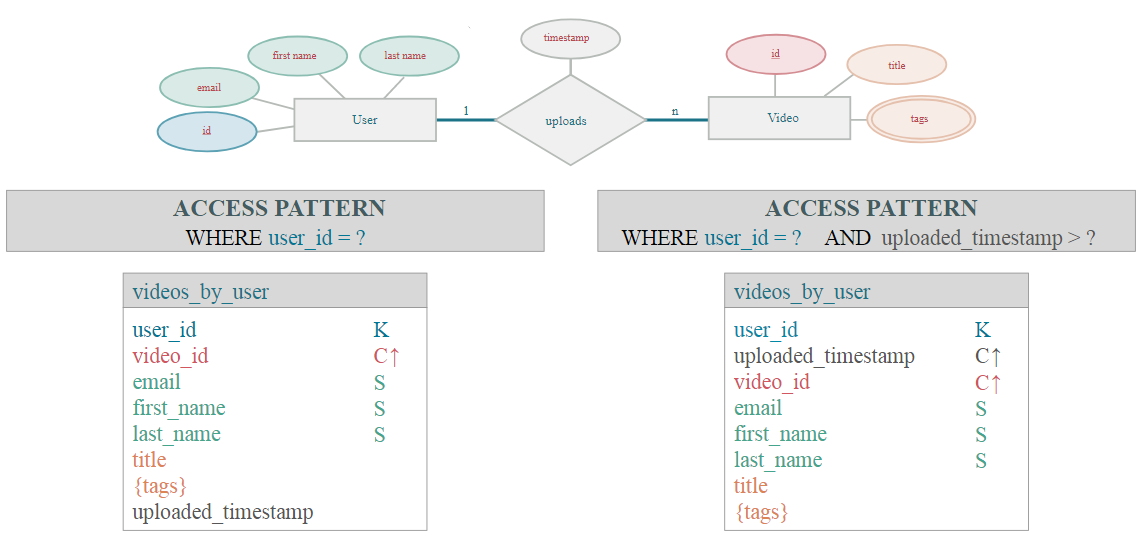 timestamp
first name
last name
id
title
email
id
User
1
uploads
n
Video
tags
ACCESS PATTERN
WHERE user_id = ?
ACCESS PATTERN
WHERE user_id = ? AND uploaded_timestamp > ?
videos_by_user
user_id K
video_id C↑
email S
first_name S
last_name S
title
{tags}
uploaded_timestamp
videos_by_user
user_id K
uploaded_timestamp C↑
video_id C↑
email S
first_name S
last_name S
title
{tags}